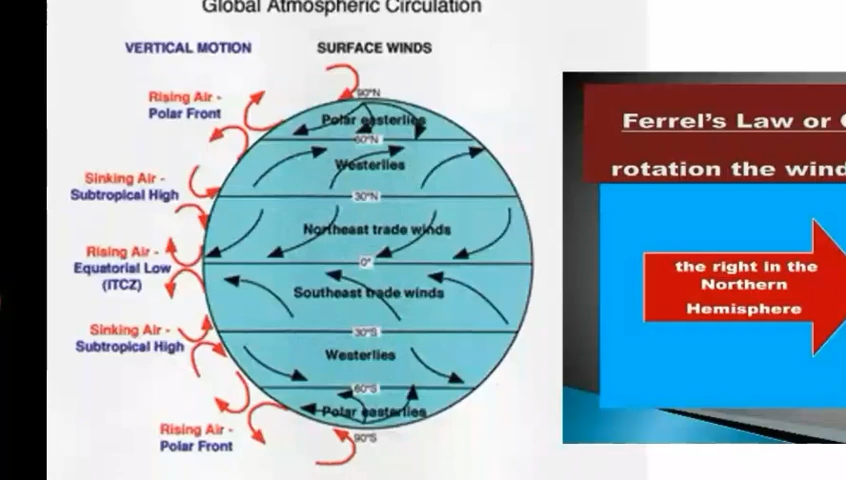 Global Atmospheric Circulation
VERTICAL MOTION
SURFACE WINDS
90°N
Rising Air -
Polar Front
Polar easterlies
60°N
Westerlies
Sinking Air -
Subtropical High
30°N
Northeast trade winds
Rising Air -
Equatorial Low
(ITCZ)
0°
Southeast trade winds
Sinking Air -
Subtropical High
30°S
Westerlies
60°S
Polar easterlies
Rising Air -
Polar Front
90°S
Ferrel's Law or
rotation the wind
the right in the
Northern
Hemisphere